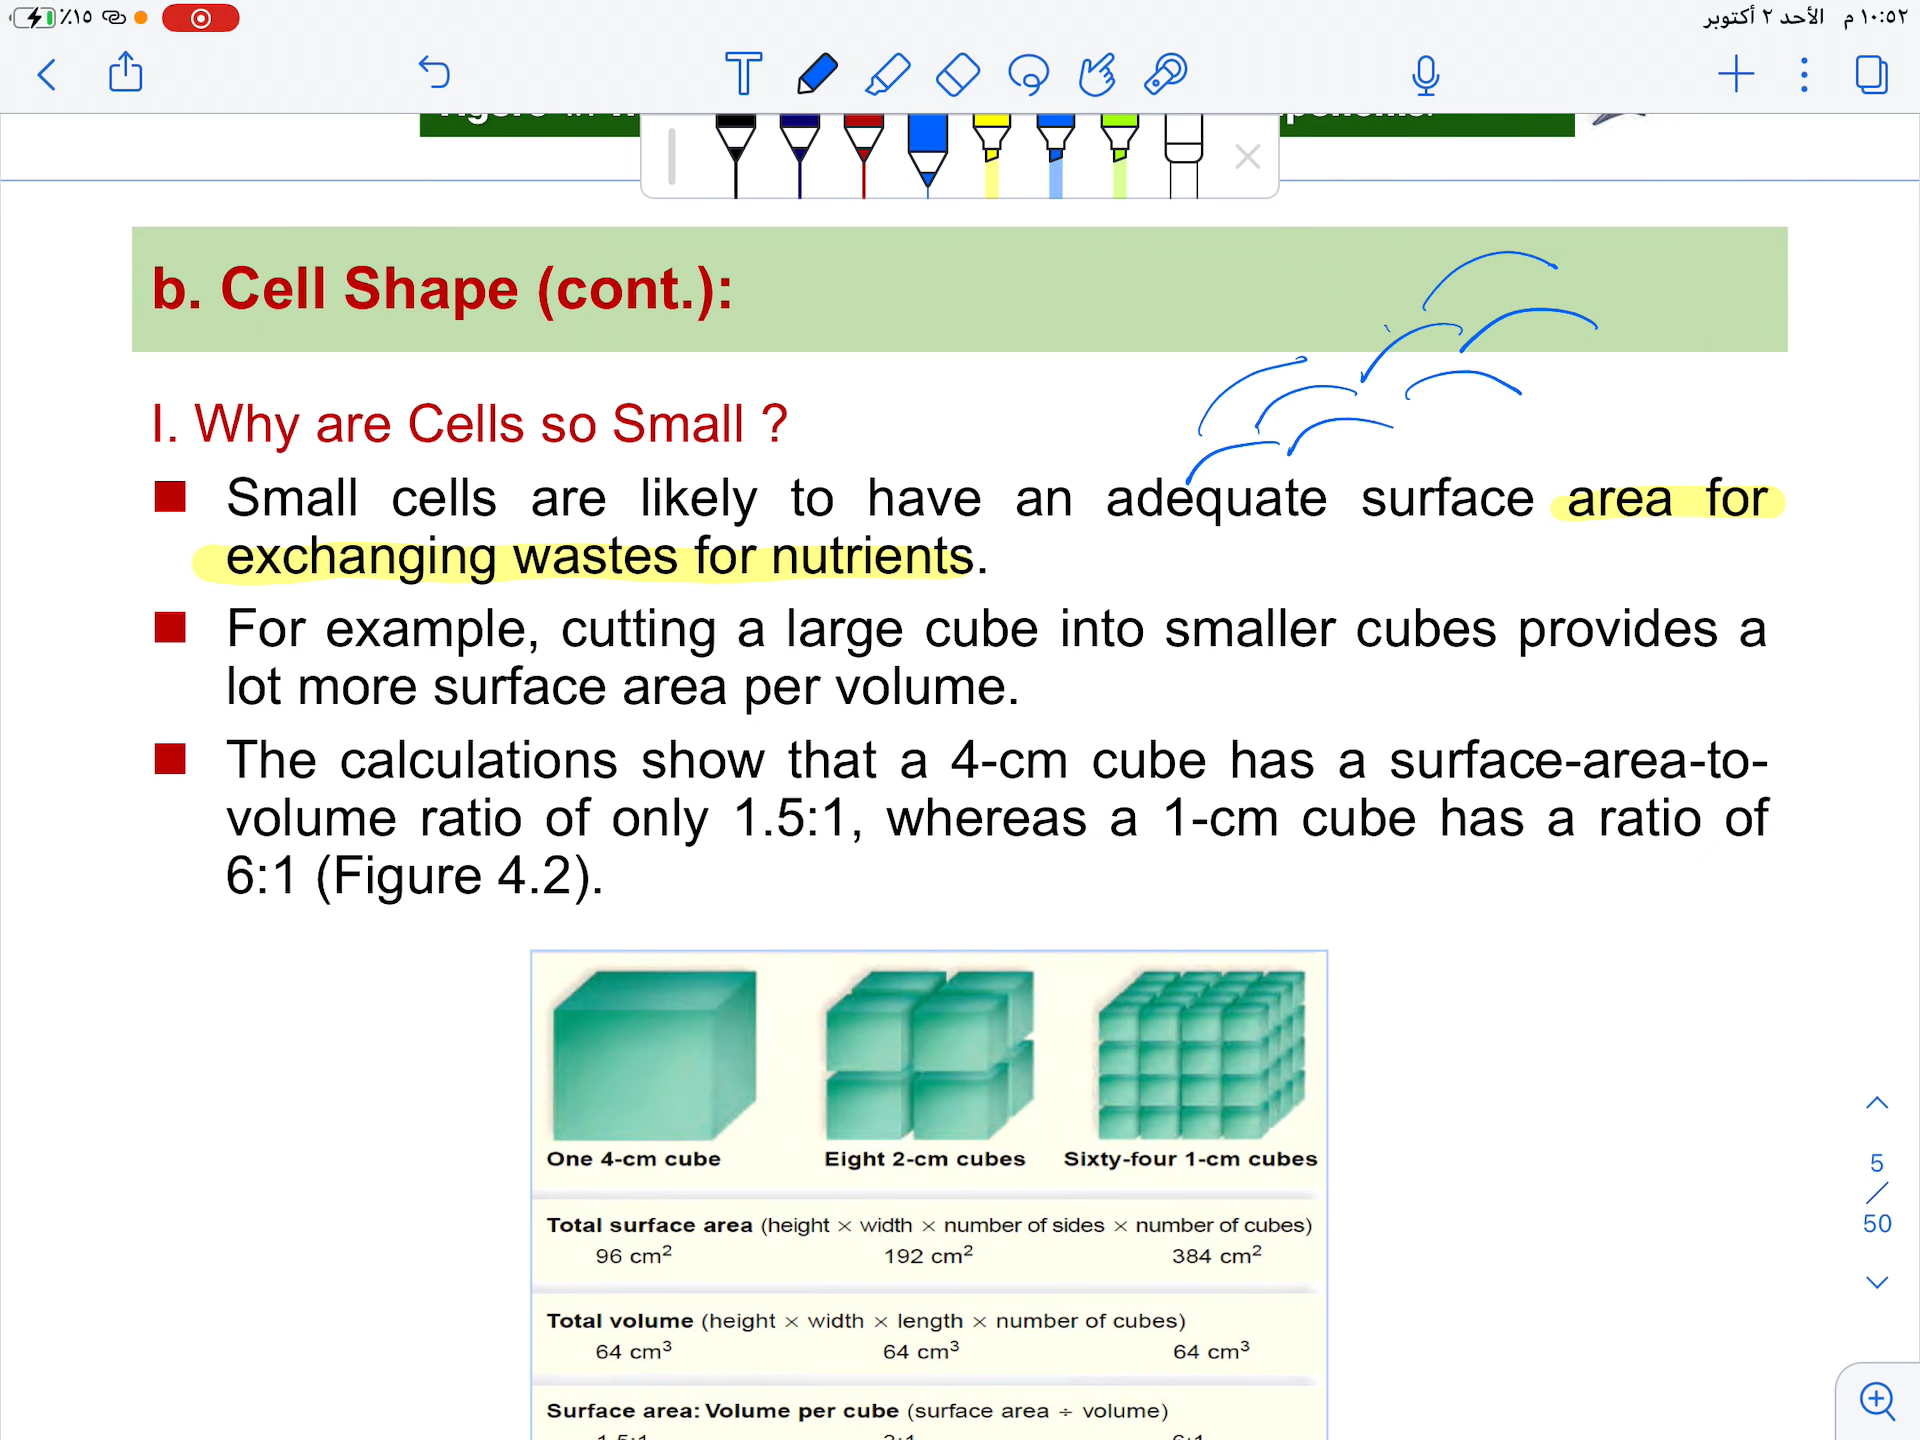 ٪١٥
١٠:٥٢ م الأحد ٢ أكتوبر
b. Cell Shape (cont.):
I. Why are Cells so Small ?
Small cells are likely to have an adequate surface area for
exchanging wastes for nutrients.
For example, cutting a large cube into smaller cubes provides a
lot more surface area per volume.
The calculations show that a 4-cm cube has a surface-area-to-
volume ratio of only 1.5:1, whereas a 1-cm cube has a ratio of
6:1 (Figure 4.2).
One 4-cm cube Eight 2-cm cubes Sixty-four 1-cm cubes
Total surface area (height × width × number of sides × number of cubes)
96 cm² 192 cm² 384 cm²
Total volume (height × width × length × number of cubes)
64 cm³ 64 cm³ 64 cm³
Surface area: Volume per cube (surface area ÷ volume)
5
/
50